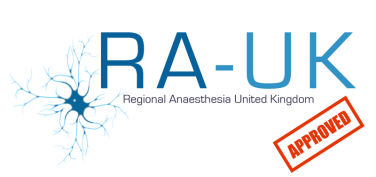 RA-UK
Regional Anaesthesia United Kingdom
APPROVED